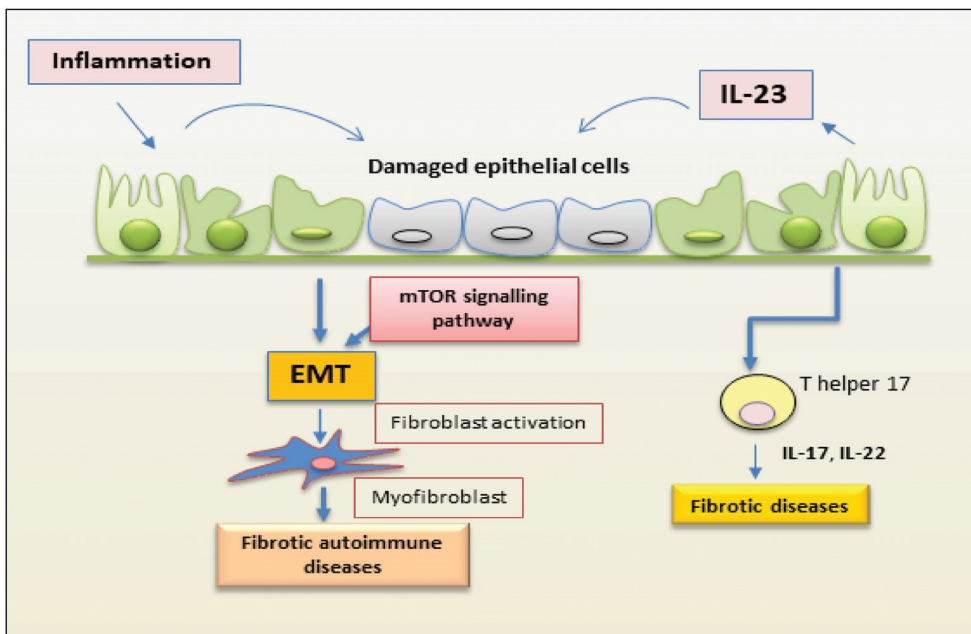 Inflammation
IL-23
Damaged epithelial cells
mTOR signalling
pathway
EMT
T helper 17
Fibroblast activation
IL-17, IL-22
Myofibroblast
Fibrotic diseases
Fibrotic autoimmune
diseases